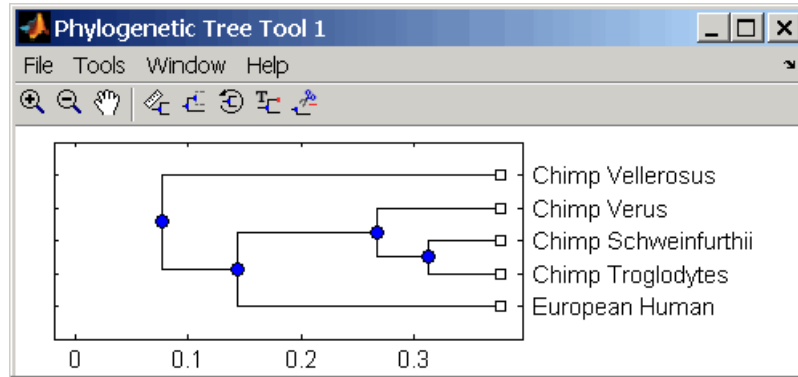 Phylogenetic Tree Tool 1
File Tools Window Help
Chimp Vellerosus
Chimp Verus
Chimp Schweinfurthii
Chimp Troglodytes
European Human
0 0.1 0.2 0.3